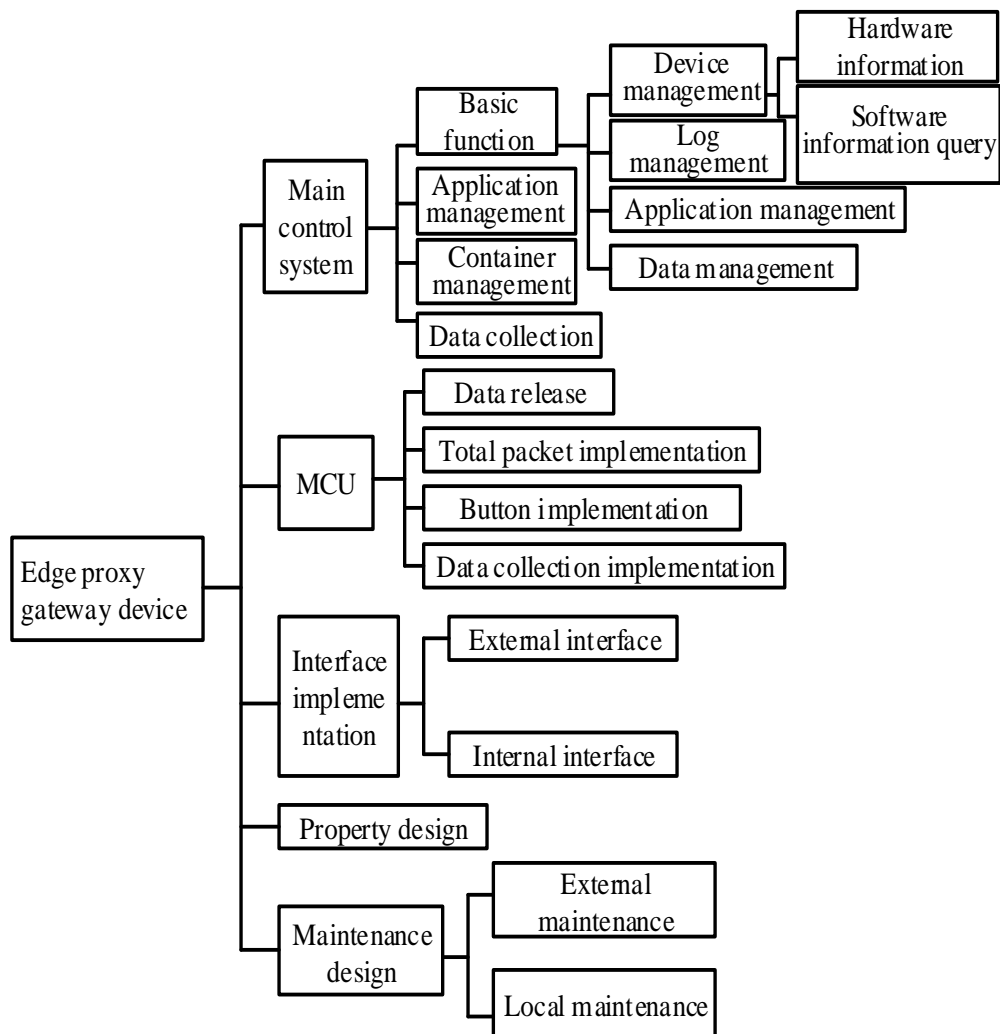 Hardware
information
Software
information query
Device
management
Log
management
Application management
Data management
Basic
function
Application
management
Container
management
Data collection
Main
control
system
Data release
Total packet implementation
Button implementation
Data collection implementation
MCU
Edge proxy
gateway device
External interface
Internal interface
Interface
impleme
ntation
Property design
External
maintenance
Maintenance
design
Local maintenance